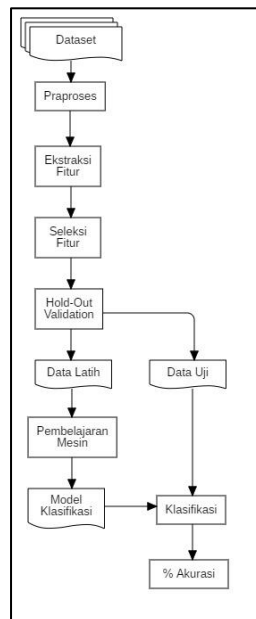 Dataset
Praproses
Ekstraksi
Fitur
Seleksi
Fitur
Hold-Out
Validation
Data Latih
Data Uji
Pembelajaran
Mesin
Model
Klasifikasi
Klasifikasi
% Akurasi